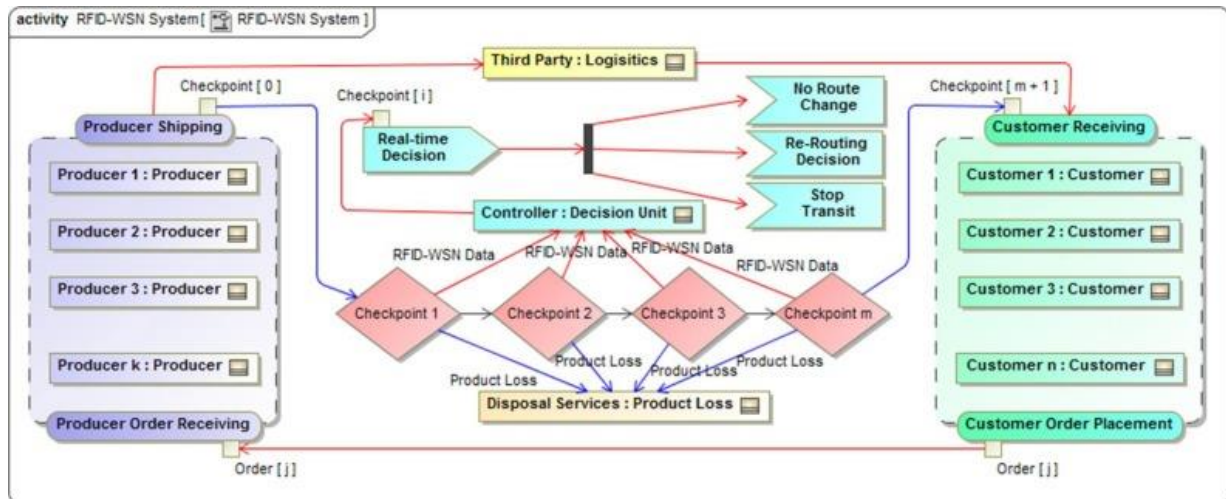 activity RFID-WSN System[ RFID-WSN System ]
Third Party : Logisitics
Checkpoint [ 0 ]
Checkpoint [ i ]
Checkpoint [ m + 1 ]
No Route
Change
Producer Shipping
Real-time
Decision
Re-Routing
Decision
Customer Receiving
Producer 1 : Producer
Customer 1 : Customer
Stop
Transit
Controller : Decision Unit
Producer 2 : Producer
Customer 2 : Customer
RFID-WSN Data
RFID-WSN Data
RFID-WSN Data
RFID-WSN Data
Producer 3 : Producer
Customer 3 : Customer
Checkpoint 1
Checkpoint 2
Checkpoint 3
Checkpoint m
Producer k : Producer
Customer n : Customer
Product Loss
Product Loss
Product Loss
Product Loss
Disposal Services : Product Loss
Producer Order Receiving
Customer Order Placement
Order [ j ]
Order [ j ]